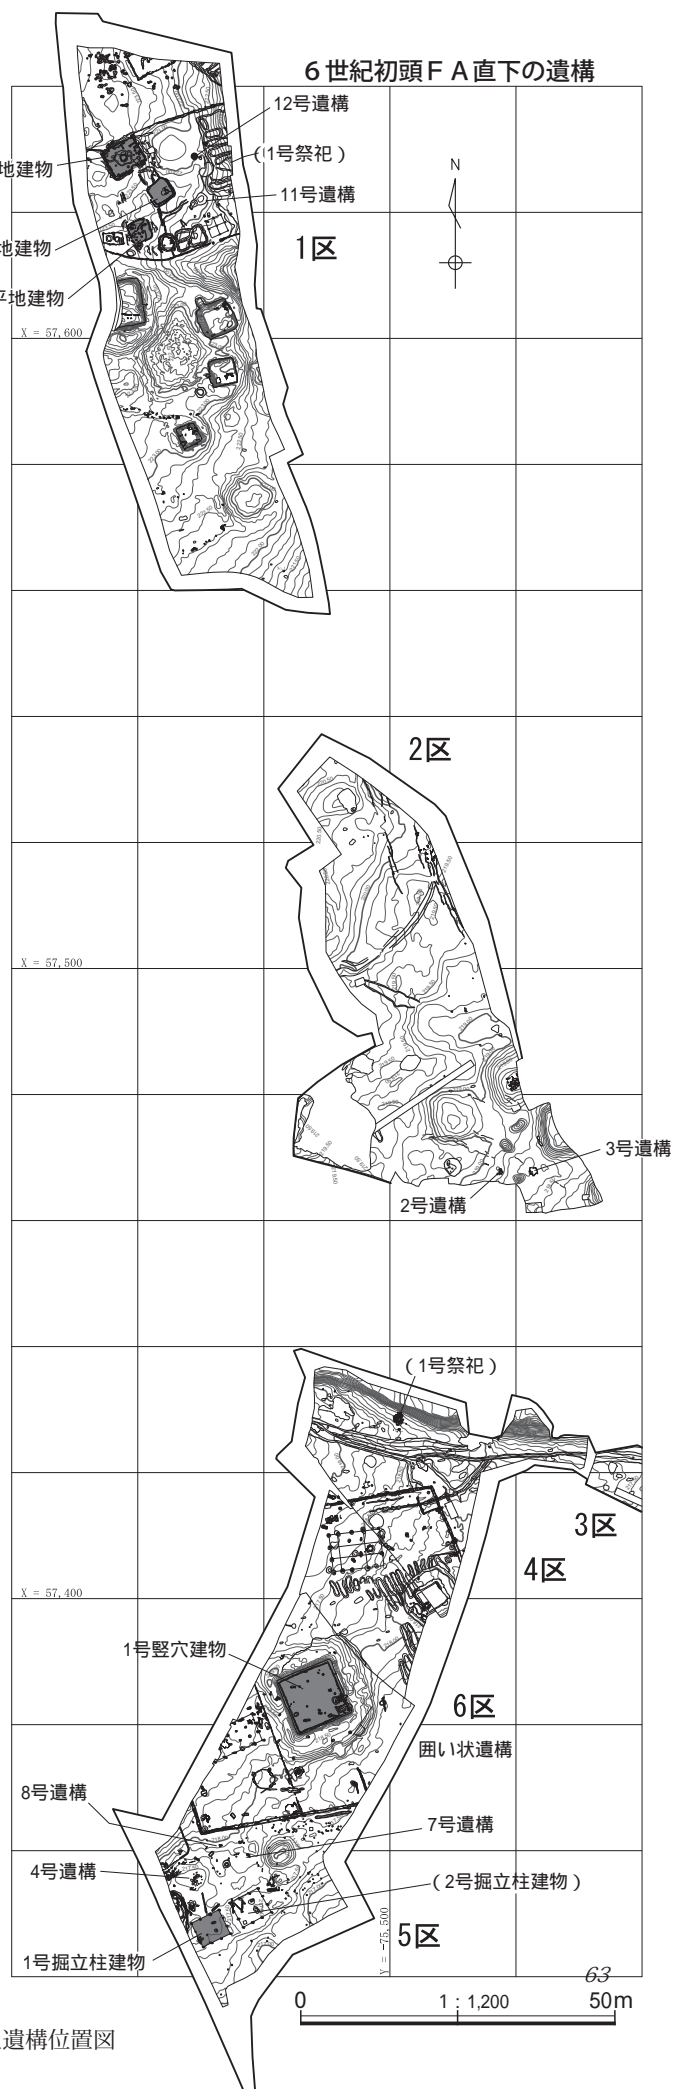 6世紀初頭FA直下の遺構
12号遺構
(1号祭祀)
N
地建物
11号遺構
1区
地建物
平地建物
X = 57,600
2区
X = 57,500
3号遺構
2号遺構
(1号祭祀)
3区
4区
X = 57,400
1号竪穴建物
6区
囲い状遺構
8号遺構
7号遺構
4号遺構
(2号掘立柱建物)
Y = -75,500
5区
1号掘立柱建物
63
0 1:1,200 50m
遺構位置図